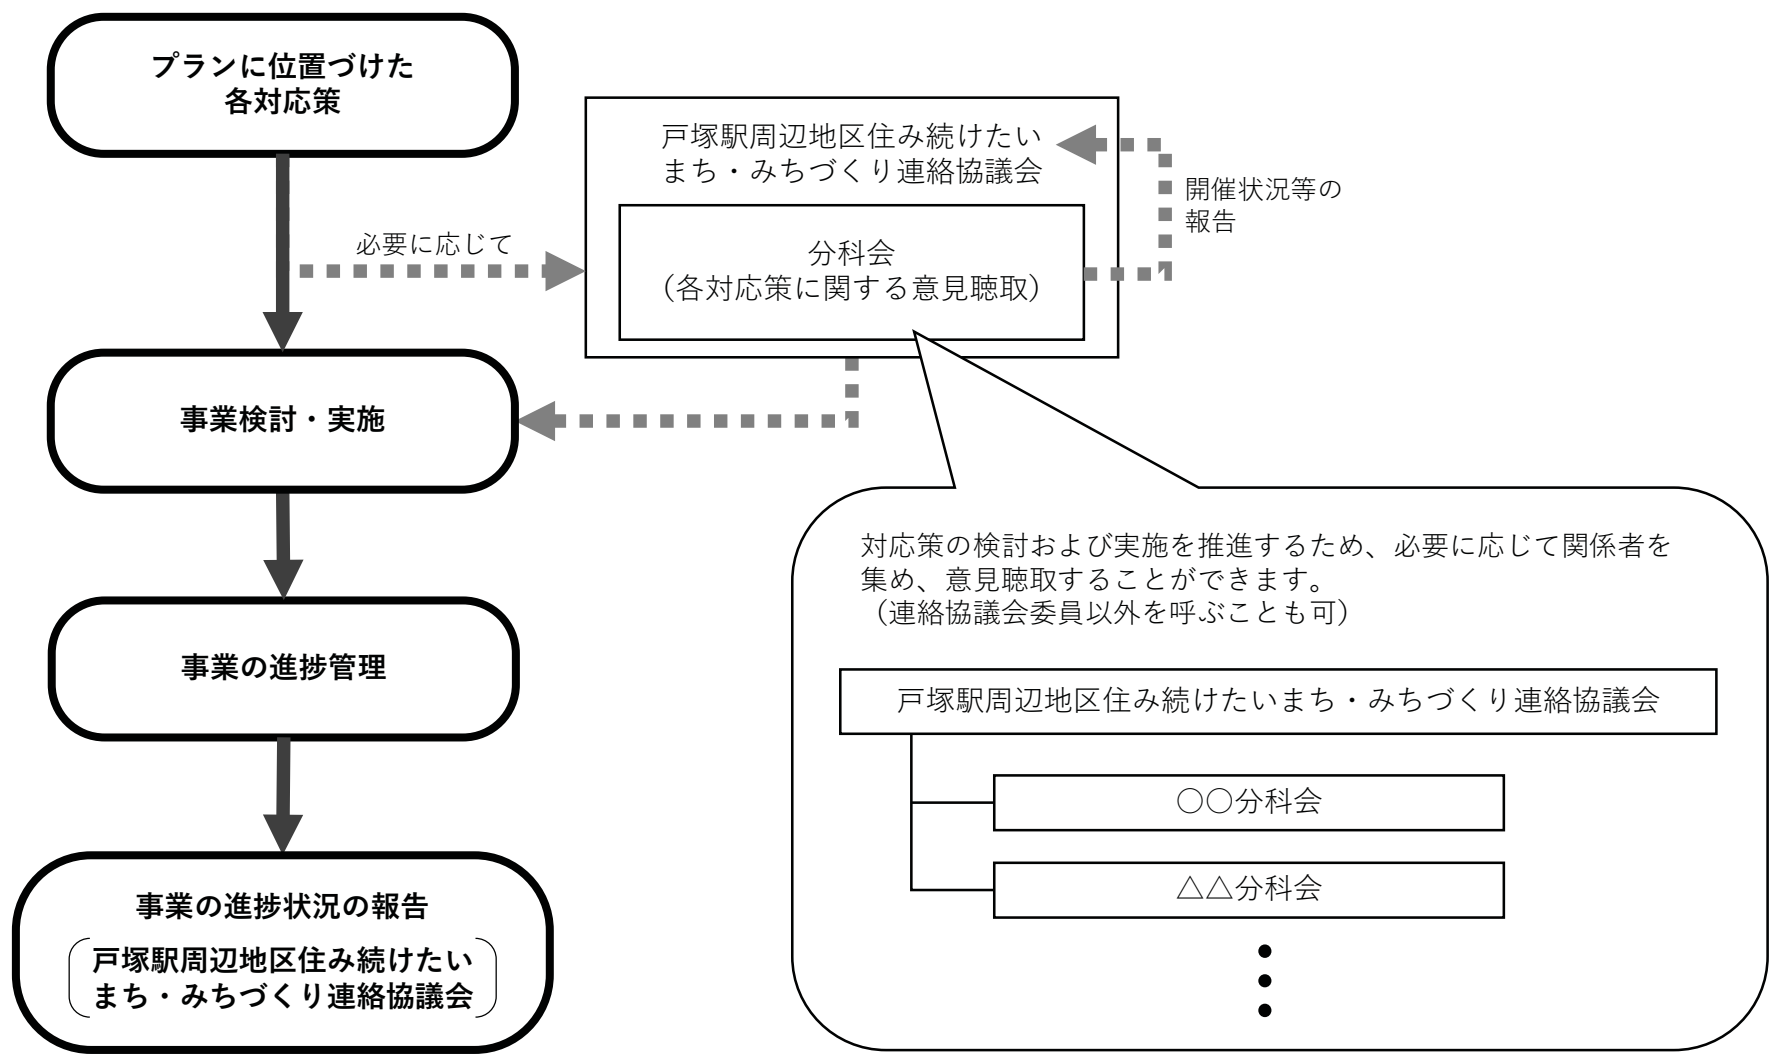 プランに位置づけた
各対応策
戸塚駅周辺地区住み続けたい
まち・みちづくり連絡協議会
開催状況等の
報告
必要に応じて
分科会
（各対応策に関する意見聴取）
事業検討・実施
対応策の検討および実施を推進するため、必要に応じて関係者を
集め、意見聴取することができます。
（連絡協議会委員以外を呼ぶことも可）
事業の進捗管理
戸塚駅周辺地区住み続けたいまち・みちづくり連絡協議会
○○分科会
△△分科会
事業の進捗状況の報告
戸塚駅周辺地区住み続けたい
まち・みちづくり連絡協議会